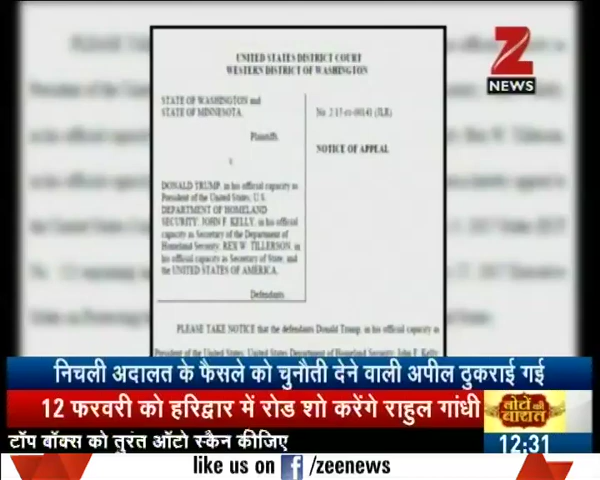 UNITED STATES DISTRICT COURT
WESTERN DISTRICT OF WASHINGTON
STATE OF WASHINGTON and
STATE OF MINNESOTA
Plaintiffs,
v.
DONALD TRUMP, in his official capacity as
President of the United States, U.S.
DEPARTMENT OF HOMELAND
SECURITY, JOHN F. KELLY, in his official
capacity as Secretary of the Department of
Homeland Security, REX W. TILLERSON, in
his official capacity as Secretary of State, and
the UNITED STATES OF AMERICA,
Defendants.
No.
NOTICE OF APPEAL
PLEASE TAKE NOTICE that the defendants Donald Trump, in his official capacity as
President of the United States, United States Department of Homeland Security, John F. Kelly
Z
NEWS
निचली अदालत के फैसले को चुनौती देने वाली अपील ठुकराई गई
12 फरवरी को हरिद्वार में रोड शो करेंगे राहुल गांधी
वोटों की
बारात
टॉप बॉक्स को तुरंत ऑटो स्कैन कीजिए
12:31
like us on f/zeenews